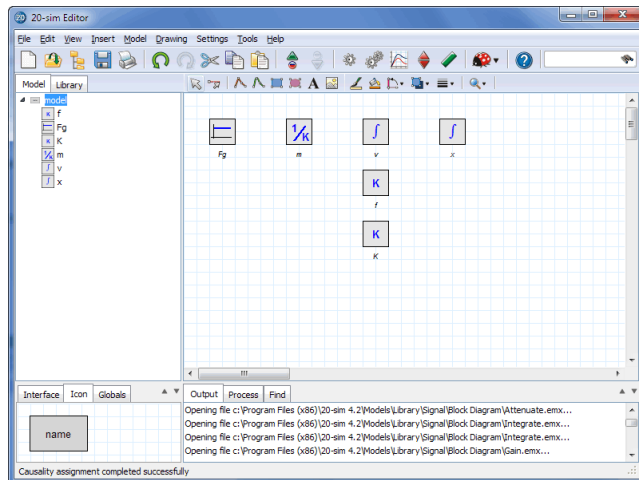 20-sim Editor
File Edit View Insert Model Drawing Settings Tools Help
Model Library
model
K f
Fg
K K
1/K m
∫ v
∫ x
1/K ∫ ∫
Fg m v x
K
f
K
K
Interface Icon Globals
name
Output Process Find
Opening file c:\Program Files (x86)\20-sim 4.2\Models\Library\Signal\Block Diagram\Attenuate.emx...
Opening file c:\Program Files (x86)\20-sim 4.2\Models\Library\Signal\Block Diagram\Integrate.emx...
Opening file c:\Program Files (x86)\20-sim 4.2\Models\Library\Signal\Block Diagram\Integrate.emx...
Opening file c:\Program Files (x86)\20-sim 4.2\Models\Library\Signal\Block Diagram\Gain.emx...
Causality assignment completed successfully